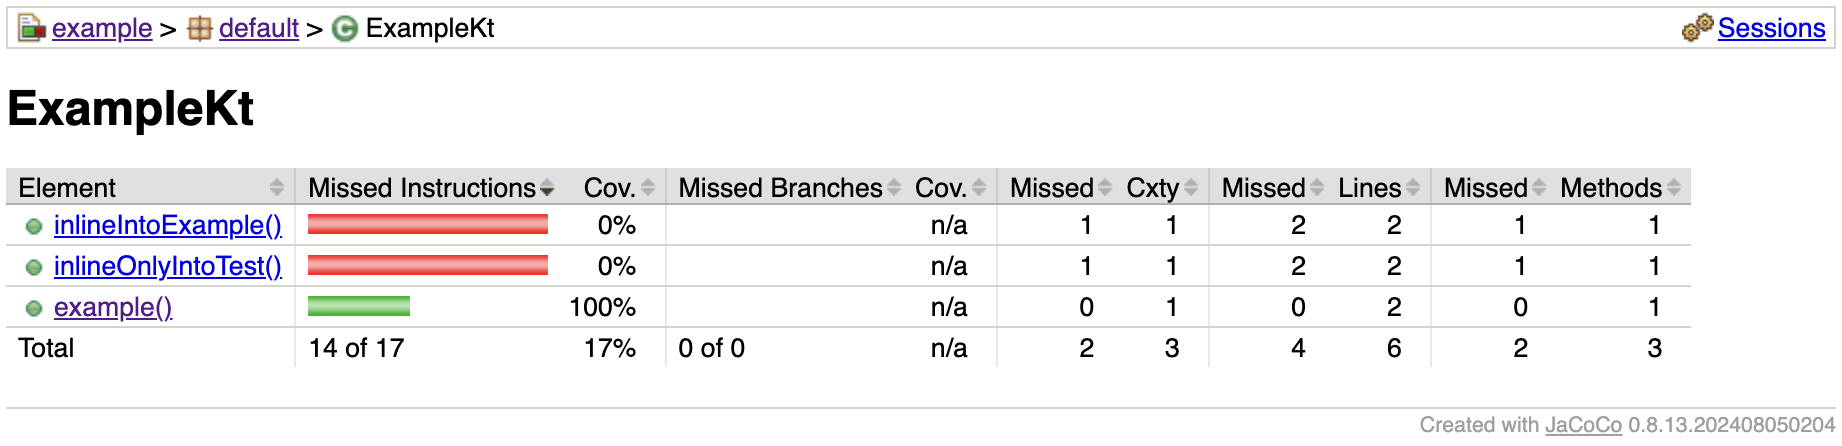 example > default > ExampleKt Sessions
ExampleKt
Element Missed Instructions Cov. Missed Branches Cov. Missed Cxty Missed Lines Missed Methods
inlineIntoExample() 0% n/a 1 1 2 2 1 1
inlineOnlyIntoTest() 0% n/a 1 1 2 2 1 1
example() 100% n/a 0 1 0 2 0 1
Total 14 of 17 17% 0 of 0 n/a 2 3 4 6 2 3
Created with JaCoCo 0.8.13.202408050204